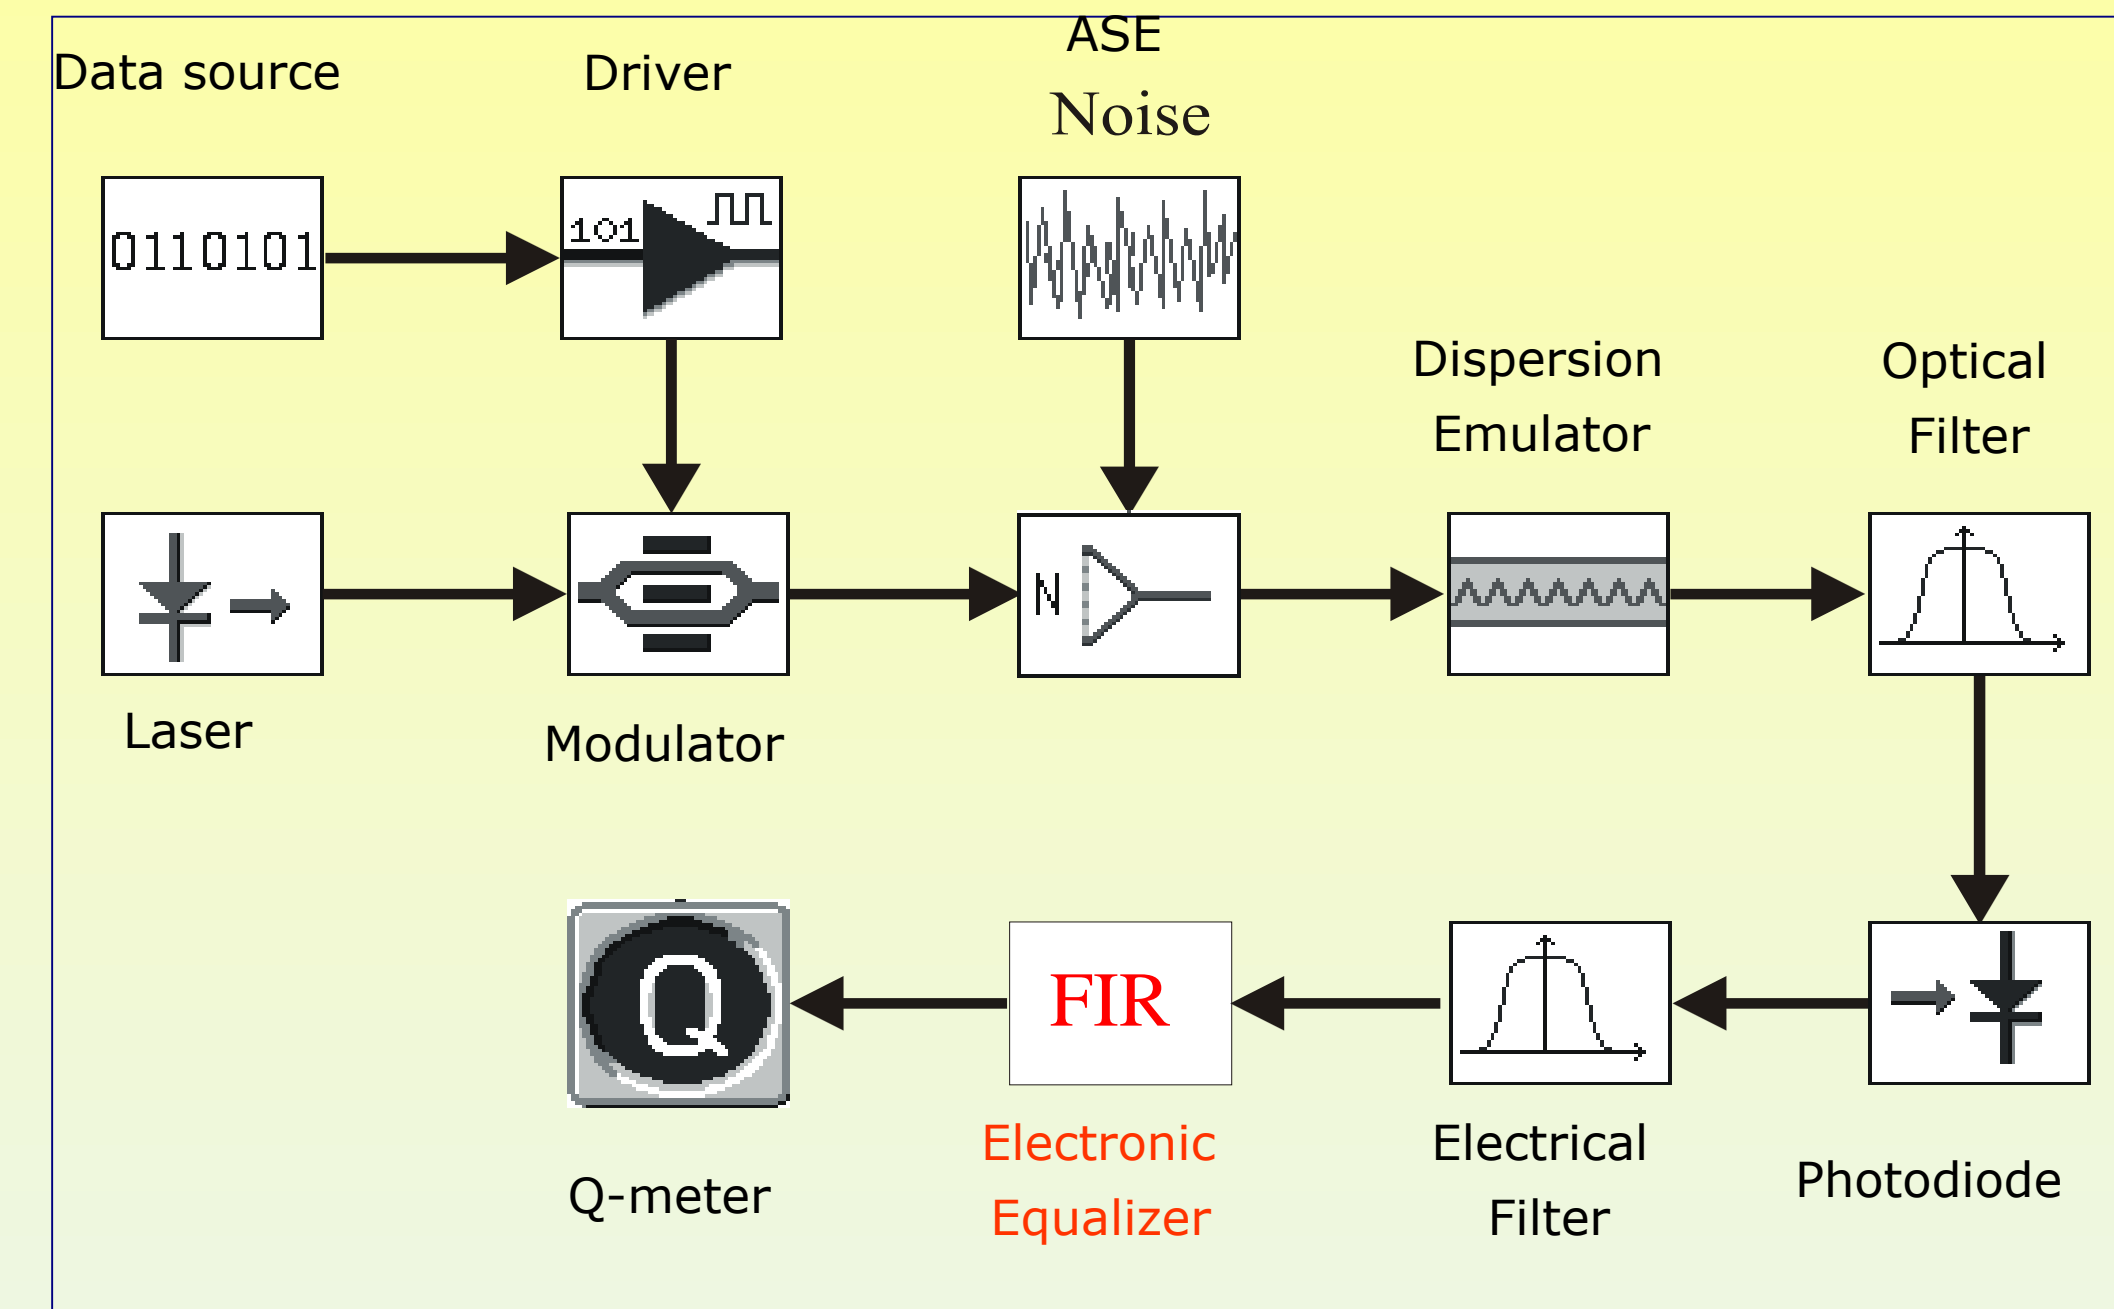 Data source
Driver
ASE
Noise
0110101
101
Dispersion
Emulator
Optical
Filter
N
Laser
Modulator
Q
FIR
Q-meter
Electronic
Equalizer
Electrical
Filter
Photodiode